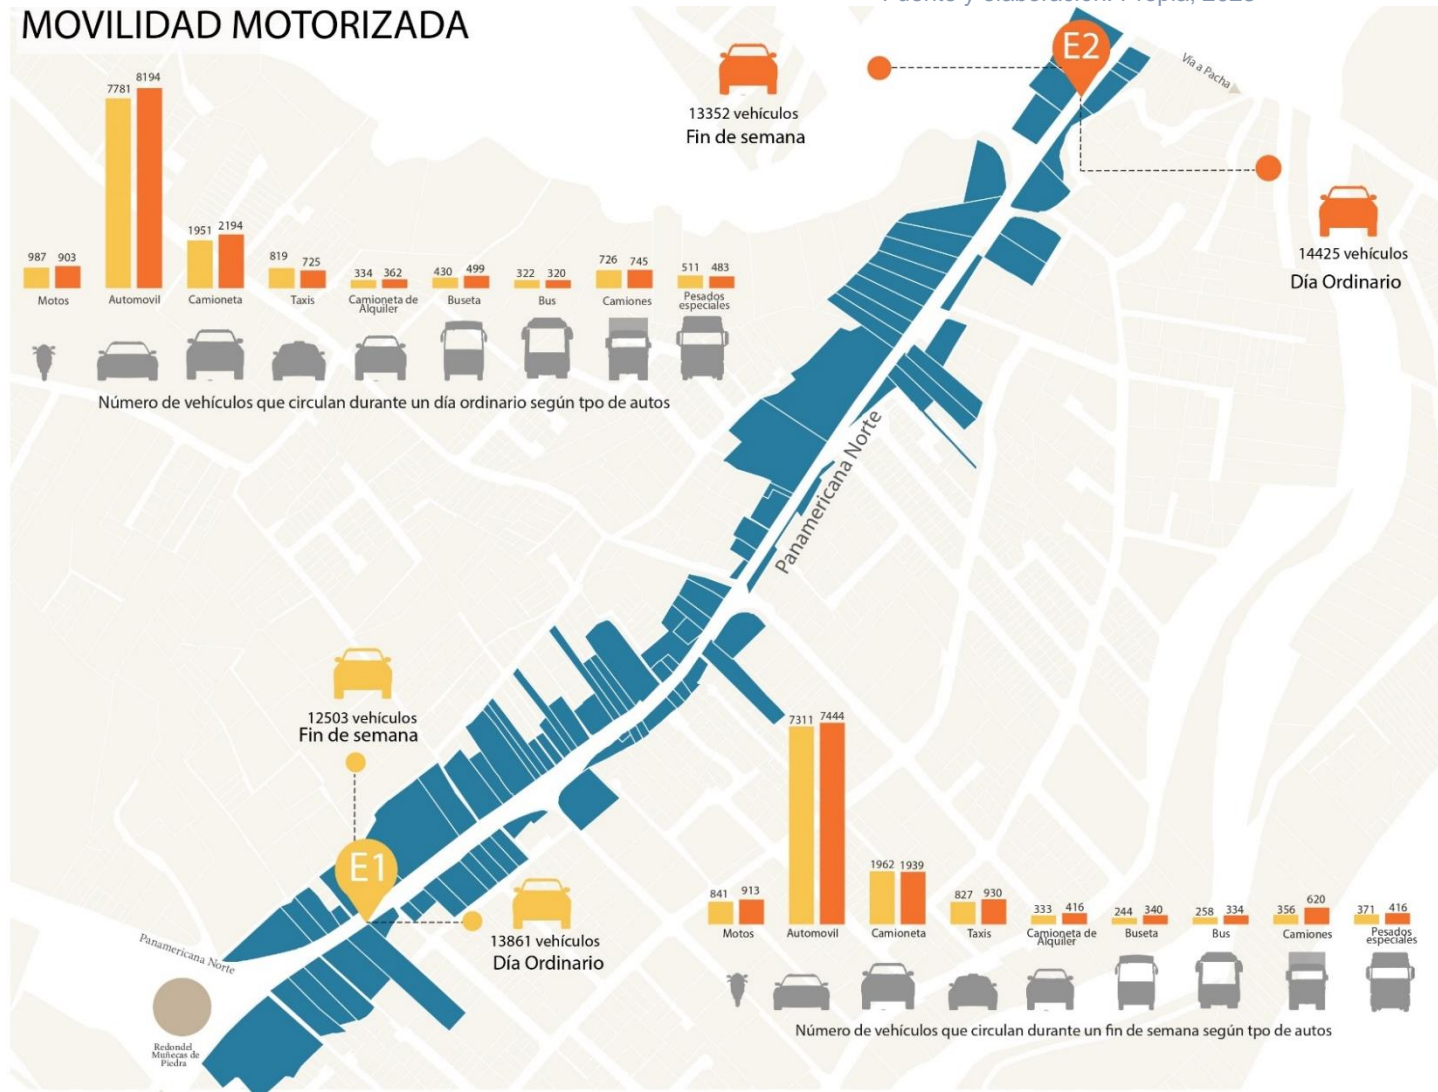 Fuente y elaboración: Propia, 2023
MOVILIDAD MOTORIZADA
7781 8194
1951 2194
987 903
819 725
334 362
430 499
322 320
726 745
511 483
Motos
Automovil
Camioneta
Taxis
Camioneta de
Alquiler
Buseta
Bus
Camiones
Pesados
especiales
Número de vehículos que circulan durante un día ordinario según tpo de autos
13352 vehículos
Fin de semana
E2
Vía a Pacha
14425 vehículos
Día Ordinario
Panamericana Norte
12503 vehículos
Fin de semana
E1
13861 vehículos
Día Ordinario
Panamericana Norte
Redondel
Muñecas de
Piedra
7311 7444
1962 1939
841 913
827 930
333 416
244 340
258 334
356 620
371 416
Motos
Automovil
Camioneta
Taxis
Camioneta de
Alquiler
Buseta
Bus
Camiones
Pesados
especiales
Número de vehículos que circulan durante un fin de semana según tpo de autos